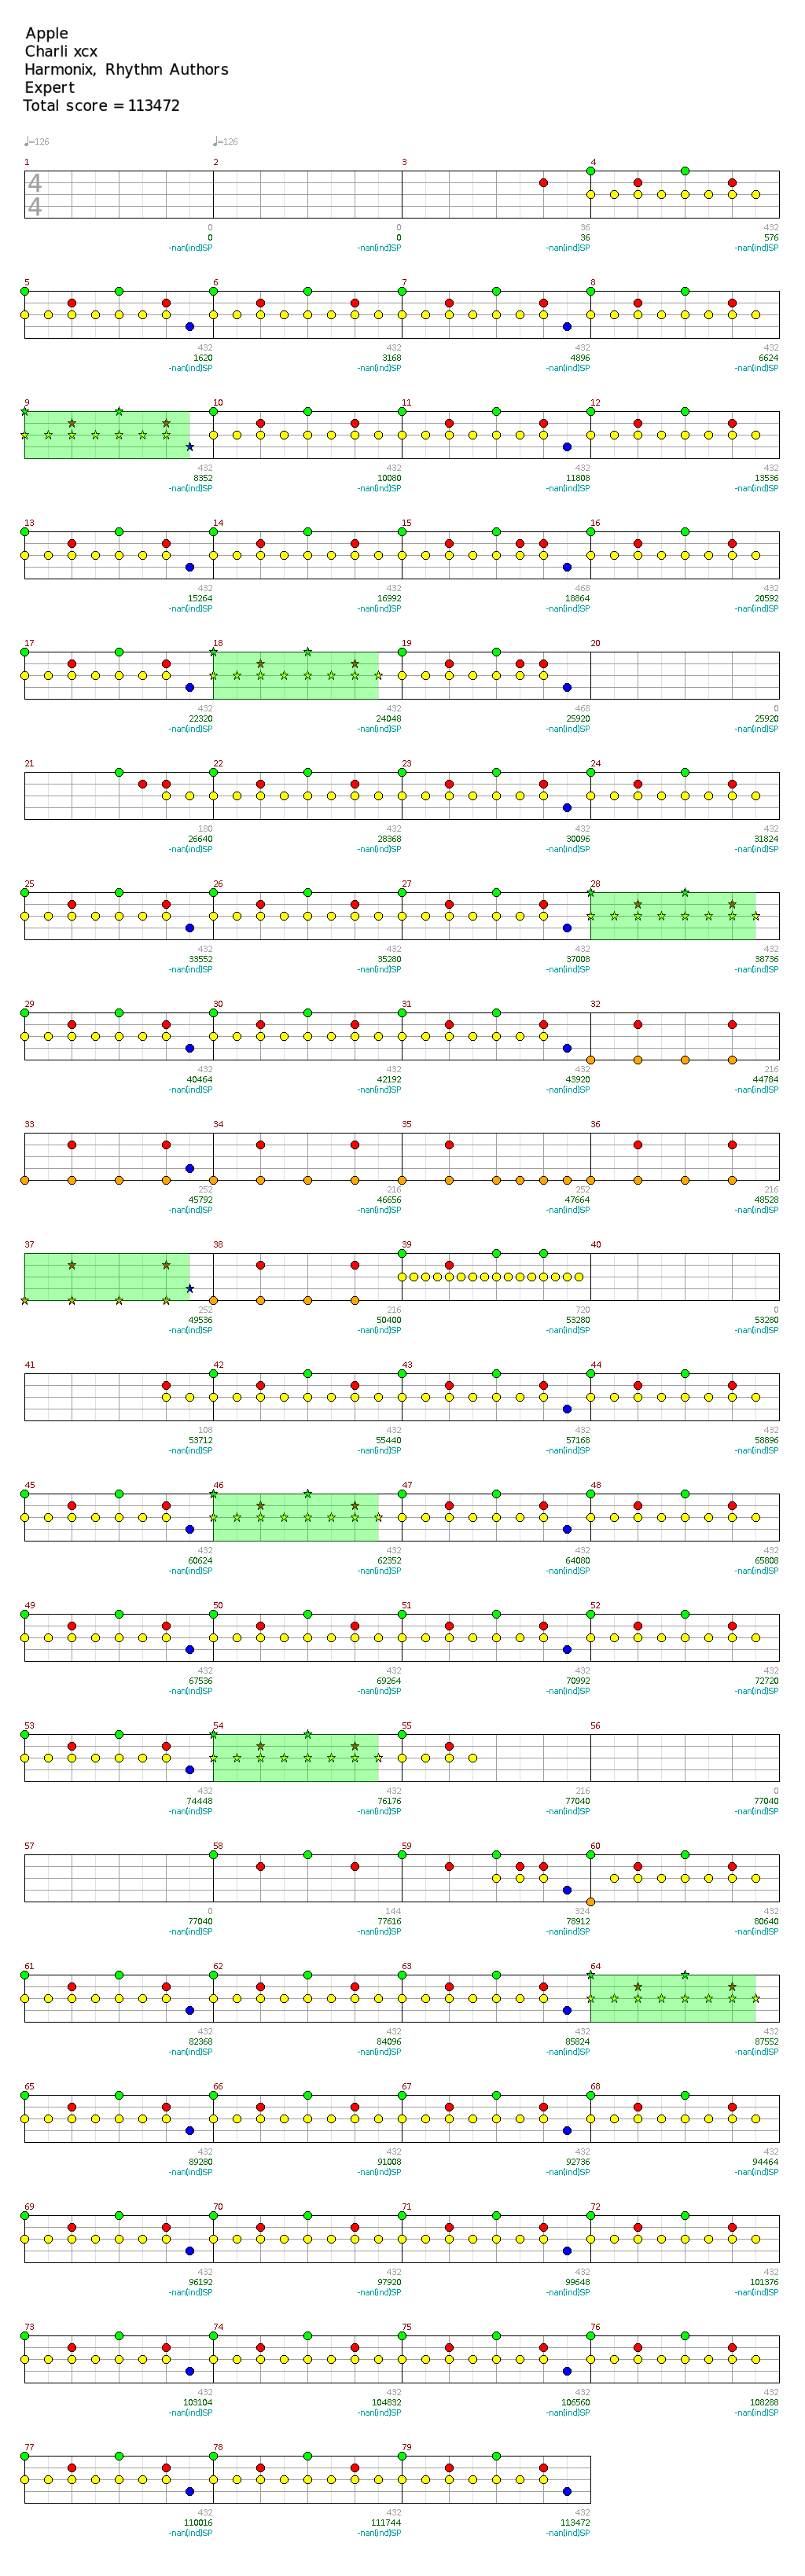 Apple
Charli xcx
Harmonix, Rhythm Authors
Expert
Total score = 113472
♩=126 ♩=126
1 2 3 4
4
4
0 0 36 432
0 0 36 576
-nan(ind)SP -nan(ind)SP -nan(ind)SP -nan(ind)SP
5 6 7 8
432 432 432 432
1620 3168 4896 6624
-nan(ind)SP -nan(ind)SP -nan(ind)SP -nan(ind)SP
9 10 11 12
432 432 432 432
8352 10080 11808 13536
-nan(ind)SP -nan(ind)SP -nan(ind)SP -nan(ind)SP
13 14 15 16
432 432 468 432
15264 16992 18864 20592
-nan(ind)SP -nan(ind)SP -nan(ind)SP -nan(ind)SP
17 18 19 20
432 432 468 0
22320 24048 25920 25920
-nan(ind)SP -nan(ind)SP -nan(ind)SP -nan(ind)SP
21 22 23 24
180 432 432 432
26640 28368 30096 31824
-nan(ind)SP -nan(ind)SP -nan(ind)SP -nan(ind)SP
25 26 27 28
432 432 432 432
33552 35280 37008 38736
-nan(ind)SP -nan(ind)SP -nan(ind)SP -nan(ind)SP
29 30 31 32
432 432 432 216
40464 42192 43920 44784
-nan(ind)SP -nan(ind)SP -nan(ind)SP -nan(ind)SP
33 34 35 36
252 216 252 216
45792 46656 47664 48528
-nan(ind)SP -nan(ind)SP -nan(ind)SP -nan(ind)SP
37 38 39 40
252 216 720 0
49536 50400 53280 53280
-nan(ind)SP -nan(ind)SP -nan(ind)SP -nan(ind)SP
41 42 43 44
108 432 432 432
53712 55440 57168 58896
-nan(ind)SP -nan(ind)SP -nan(ind)SP -nan(ind)SP
45 46 47 48
432 432 432 432
60624 62352 64080 65808
-nan(ind)SP -nan(ind)SP -nan(ind)SP -nan(ind)SP
49 50 51 52
432 432 432 432
67536 69264 70992 72720
-nan(ind)SP -nan(ind)SP -nan(ind)SP -nan(ind)SP
53 54 55 56
432 432 216 0
74448 76176 77040 77040
-nan(ind)SP -nan(ind)SP -nan(ind)SP -nan(ind)SP
57 58 59 60
0 144 324 432
77040 77616 78912 80640
-nan(ind)SP -nan(ind)SP -nan(ind)SP -nan(ind)SP
61 62 63 64
432 432 432 432
82368 84096 85824 87552
-nan(ind)SP -nan(ind)SP -nan(ind)SP -nan(ind)SP
65 66 67 68
432 432 432 432
89280 91008 92736 94464
-nan(ind)SP -nan(ind)SP -nan(ind)SP -nan(ind)SP
69 70 71 72
432 432 432 432
96192 97920 99648 101376
-nan(ind)SP -nan(ind)SP -nan(ind)SP -nan(ind)SP
73 74 75 76
432 432 432 432
103104 104832 106560 108288
-nan(ind)SP -nan(ind)SP -nan(ind)SP -nan(ind)SP
77 78 79
432 432 432
110016 111744 113472
-nan(ind)SP -nan(ind)SP -nan(ind)SP